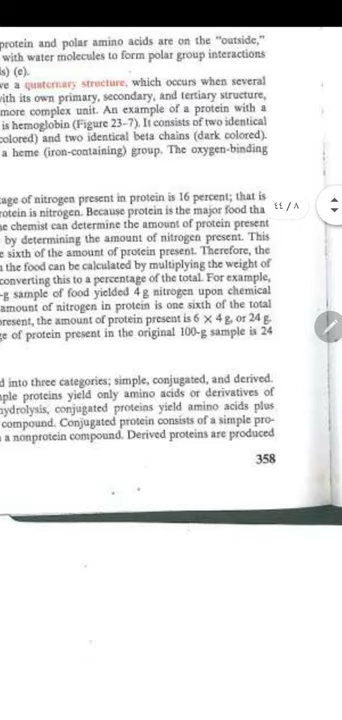 protein and polar amino acids are on the "outside,"
with water molecules to form polar group interactions
s) (e).
ve a quaternary structure, which occurs when several
with its own primary, secondary, and tertiary structure,
more complex unit. An example of a protein with a
is hemoglobin (Figure 23-7). It consists of two identical
colored) and two identical beta chains (dark colored).
a heme (iron-containing) group. The oxygen-binding
tage of nitrogen present in protein is 16 percent; that is
rotein is nitrogen. Because protein is the major food tha
٤٤ / ٨
he chemist can determine the amount of protein present
by determining the amount of nitrogen present. This
e sixth of the amount of protein present. Therefore, the
n the food can be calculated by multiplying the weight of
converting this to a percentage of the total. For example,
-g sample of food yielded 4 g nitrogen upon chemical
amount of nitrogen in protein is one sixth of the total
present, the amount of protein present is 6 × 4 g, or 24 g.
ge of protein present in the original 100-g sample is 24
d into three categories; simple, conjugated, and derived.
ple proteins yield only amino acids or derivatives of
hydrolysis, conjugated proteins yield amino acids plus
compound. Conjugated protein consists of a simple pro-
a nonprotein compound. Derived proteins are produced
358